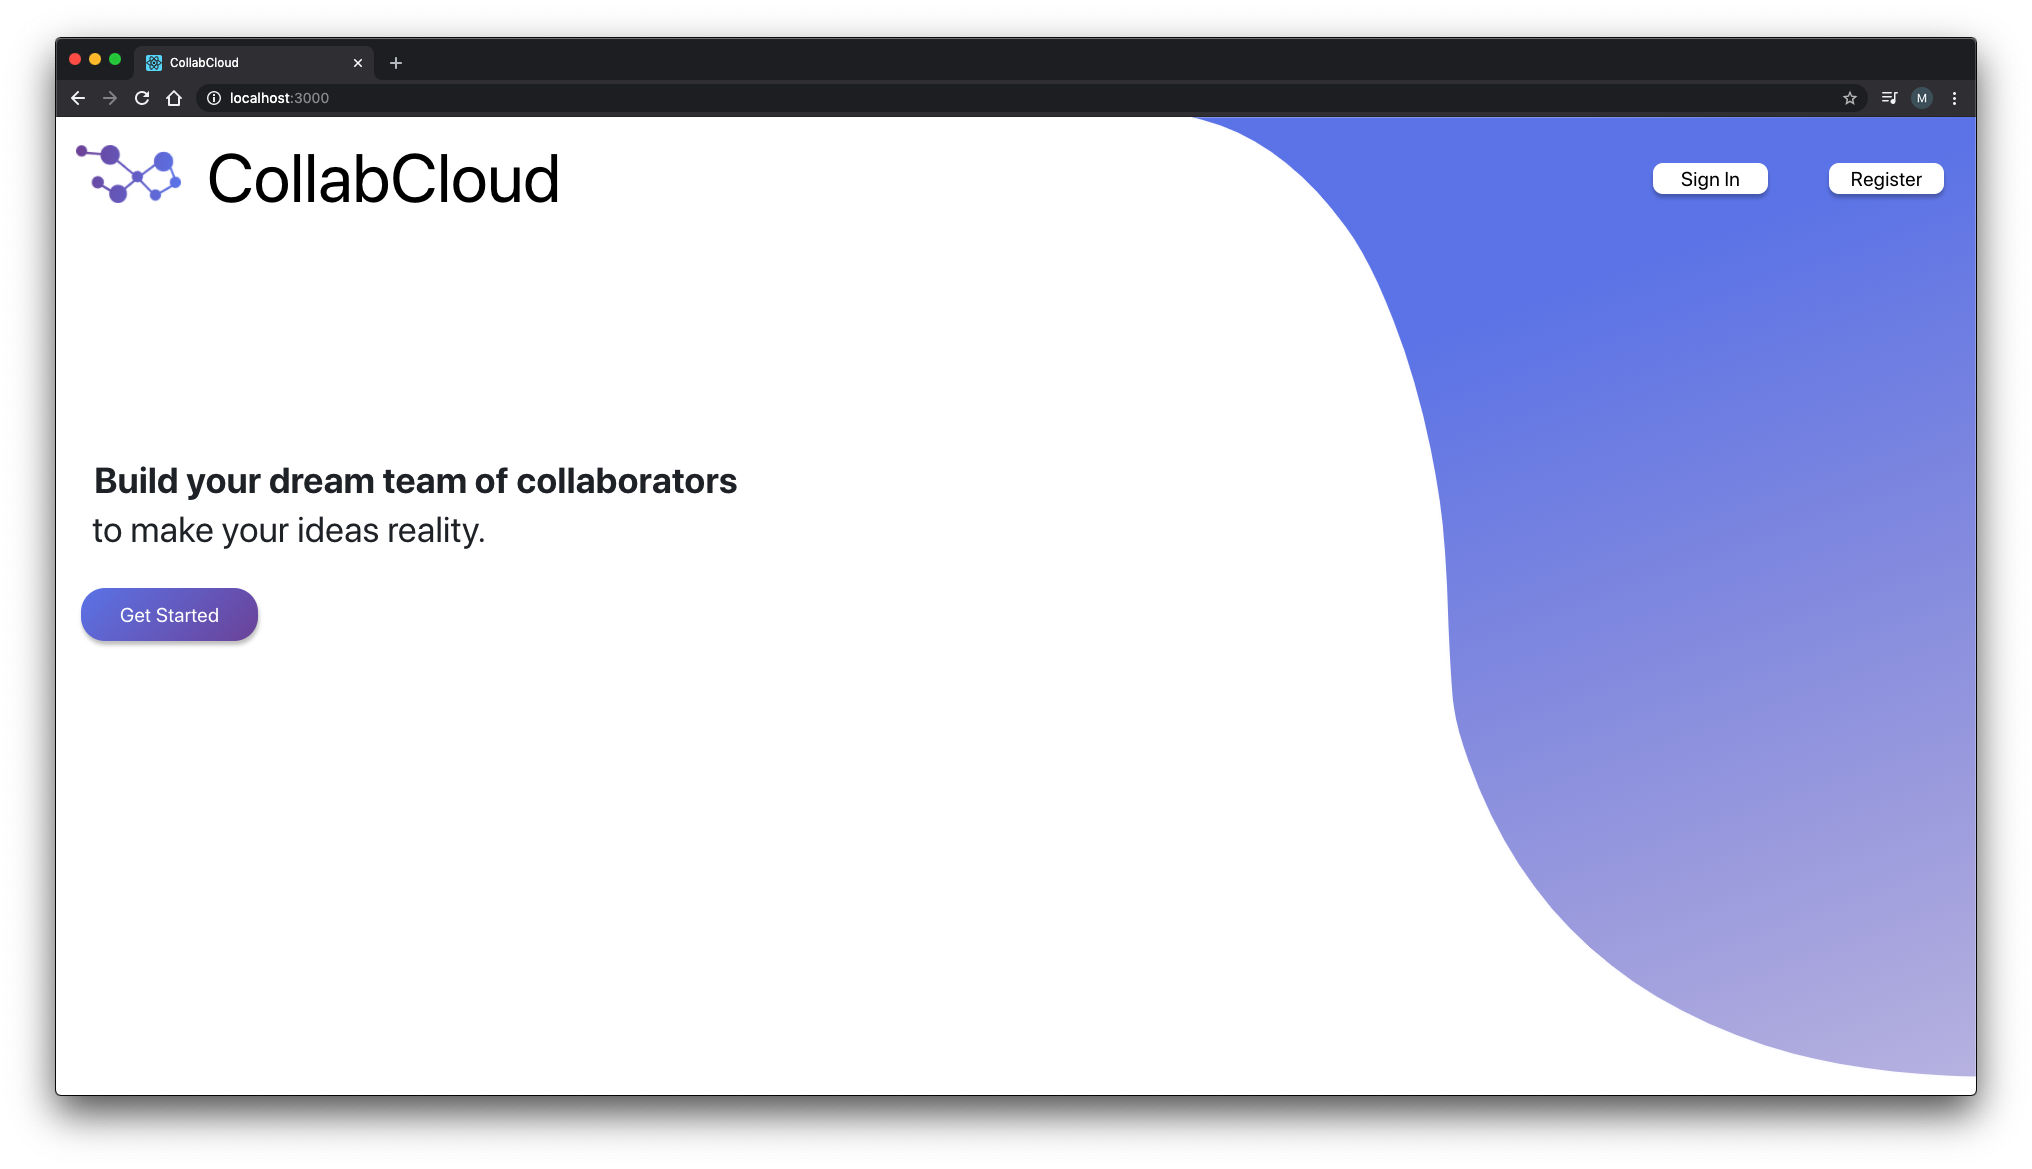 CollabCloud
localhost:3000
M
CollabCloud
Sign In
Register
Build your dream team of collaborators
to make your ideas reality.
Get Started